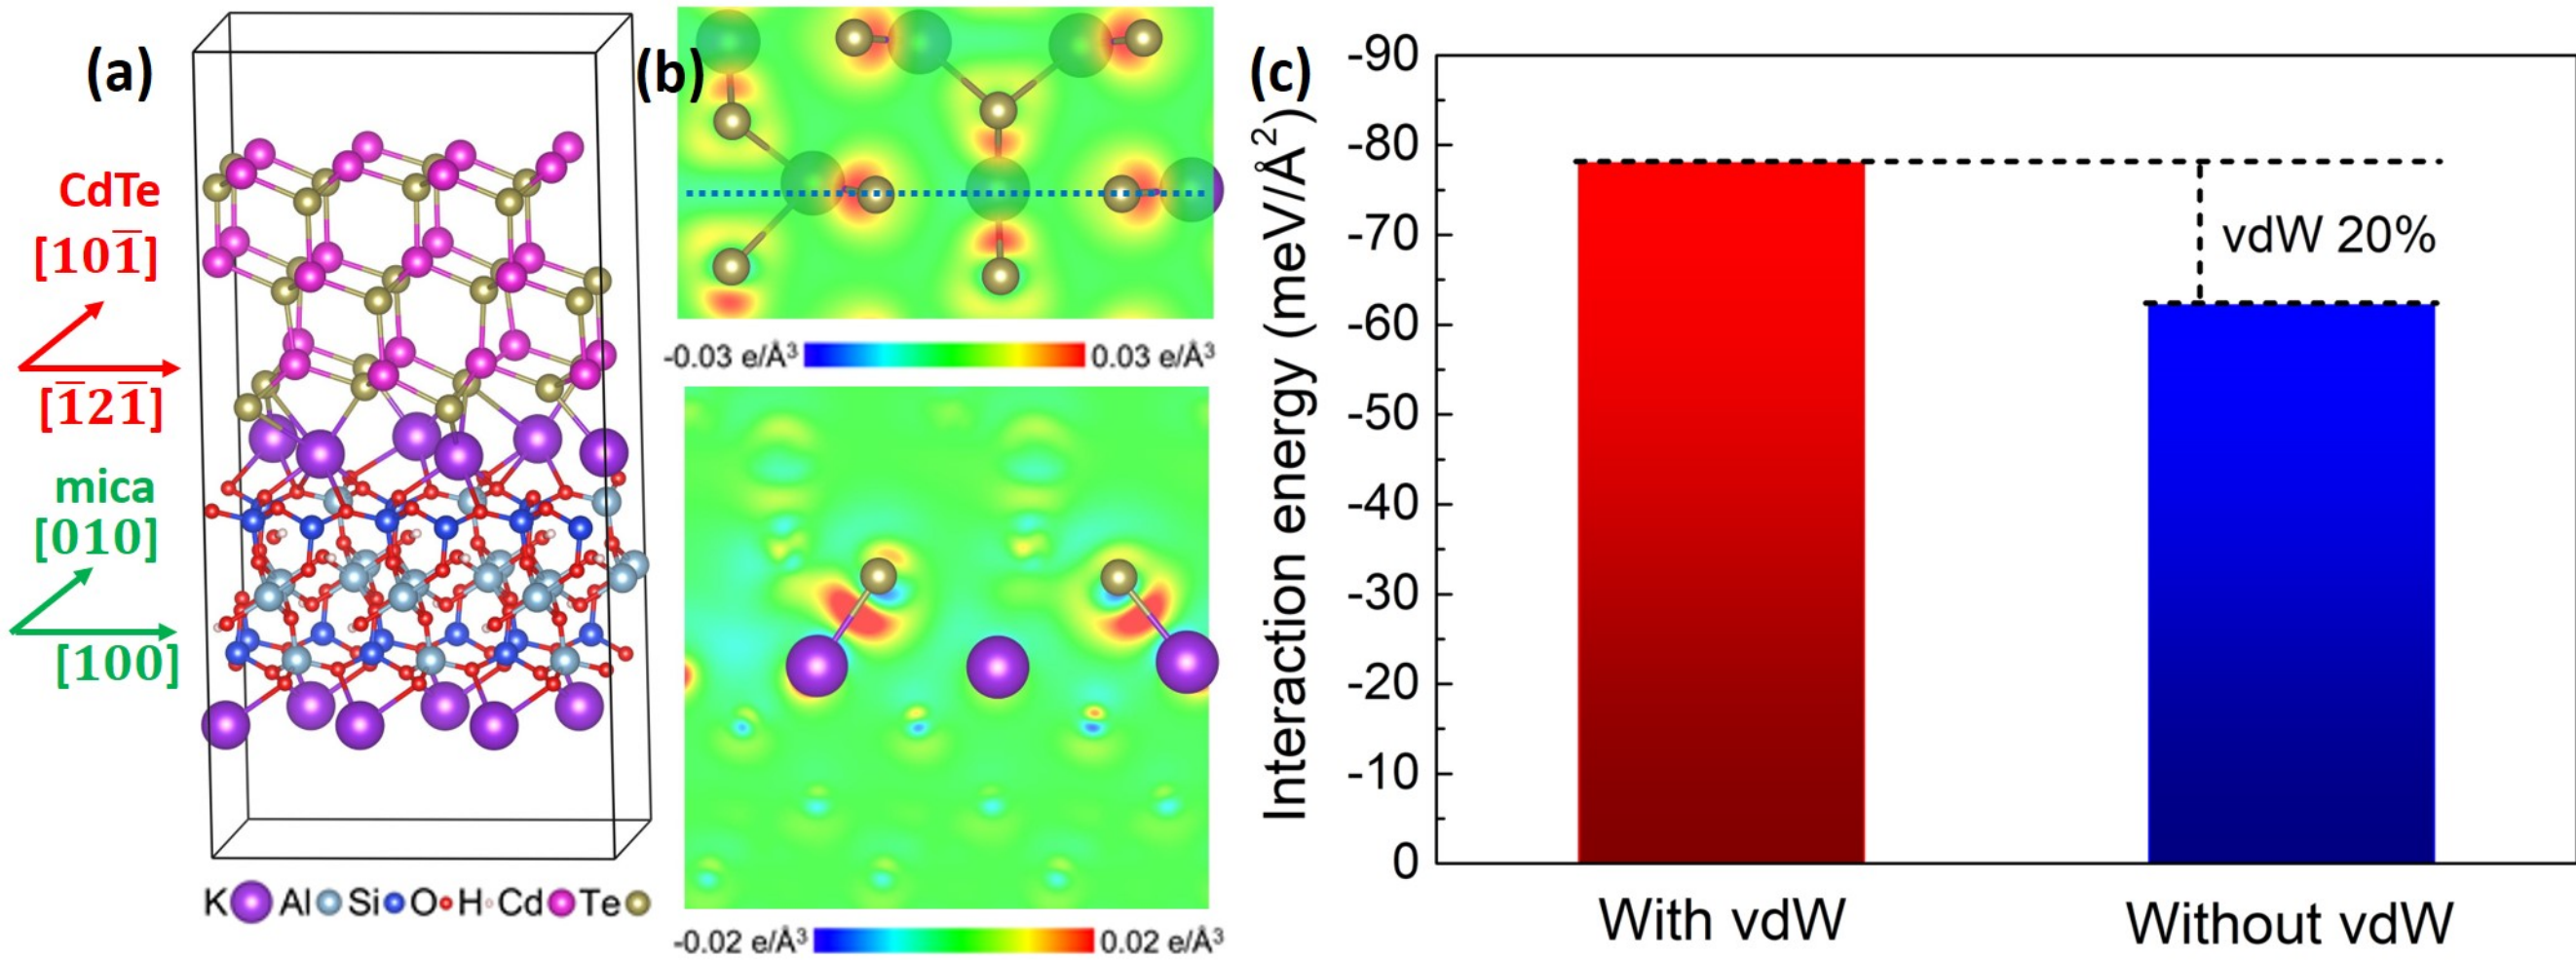 (a)
CdTe
[101̅]
[1̅21̅]
mica
[010]
[100]
K Al Si O H Cd Te
(b)
-0.03 e/Å³ 0.03 e/Å³
-0.02 e/Å³ 0.02 e/Å³
(c)
Interaction energy (meV/Å²)
-90
-80
-70
-60
-50
-40
-30
-20
-10
0
vdW 20%
With vdW
Without vdW